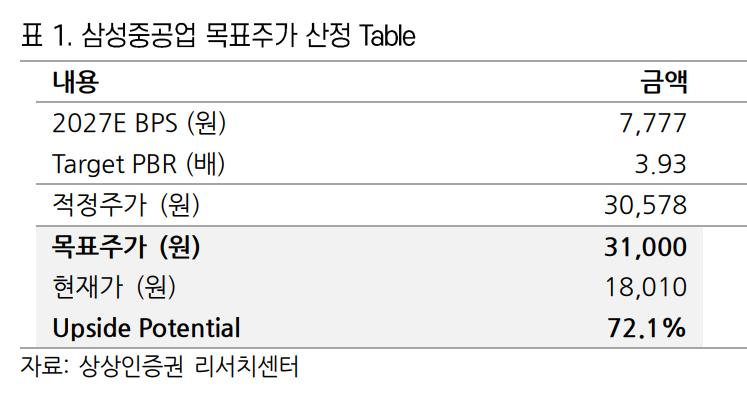 표 1. 삼성중공업 목표주가 산정 Table
내용 금액
2027E BPS (원) 7,777
Target PBR (배) 3.93
적정주가 (원) 30,578
목표주가 (원) 31,000
현재가 (원) 18,010
Upside Potential 72.1%
자료: 상상인증권 리서치센터